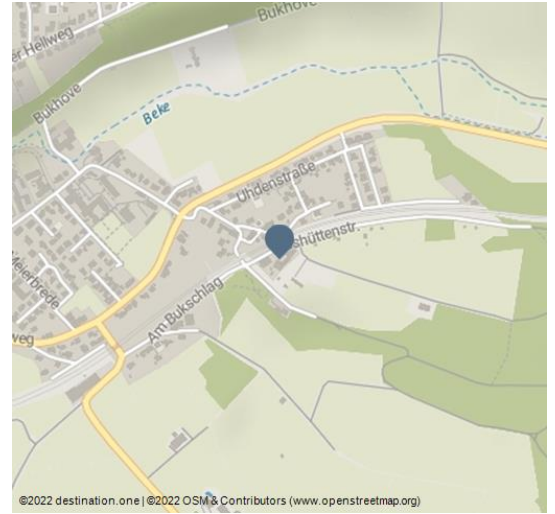 Bukhove
er Hellweg
Bukhove
Beke
Uhdenstraße
shüttenstr.
Meierbrede
Am Bukschlag
weg
©2022 destination.one | ©2022 OSM & Contributors (www.openstreetmap.org)